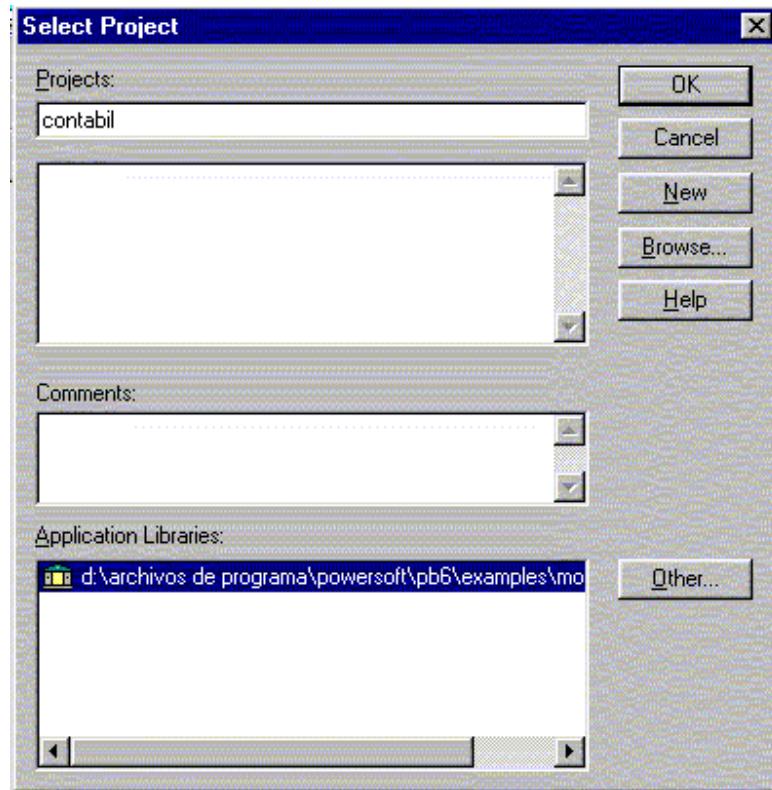 Select Project
Projects:
OK
contabil
Cancel
New
Browse...
Help
Comments:
Application Libraries:
d:\archivos de programa\powersoft\pb6\examples\mo
Other...